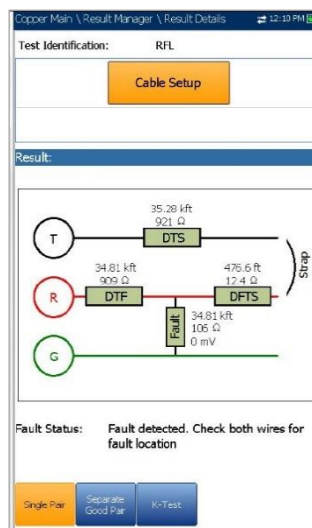 Copper Main \ Result Manager \ Result Details 12:10 PM
Test Identification: RFL
Cable Setup
Result:
35.28 kft
921 Ω
T DTS
34.81 kft 476.6 ft
909 Ω 12.4 Ω
R DTF DFTS
Strap
Fault
34.81 kft
106 Ω
0 mV
G
Fault Status: Fault detected. Check both wires for
fault location
Single Pair
Separate
Good Pair
K-Test